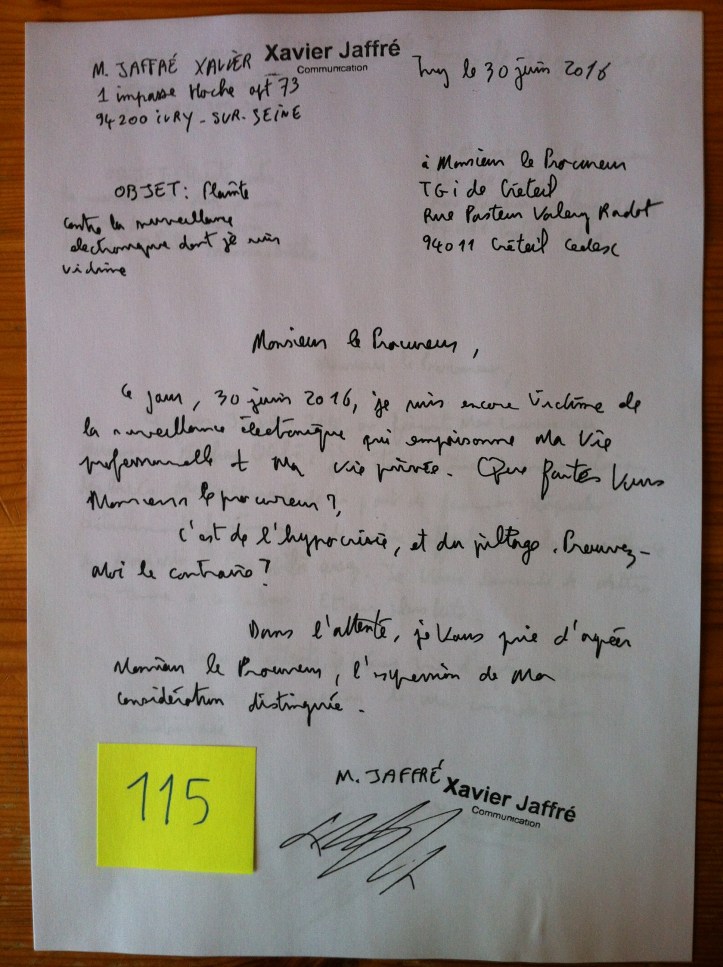 M. JAFFRÉ XAVIER
Xavier Jaffré
Communication
Ivry le 30 juin 2016
1 impasse Hoche apt 73
94200 IVRY-SUR-SEINE
à Monsieur le Procureur
TGi de Créteil
Rue Pasteur Valery Radot
94011 Créteil Cedex
OBJET: Plainte
contre la surveillance
electronique dont je suis
victime
Monsieur le Procureur,
Ce jour, 30 juin 2016, je suis encore Victime de
la surveillance électronique qui empoisonne Ma Vie
professionnelle et Ma vie privée. Que faites Vous
Monsieur le procureur?,
c'est de l'hypocrisie, et du piltage. Prouvez-
Moi le contraire?
Dans l'attente, je Vous prie d'agréer
Monsieur le Procureur, l'expression de Ma
considération distinguée.
115
M. JAFFRÉ
Xavier Jaffré
Communication